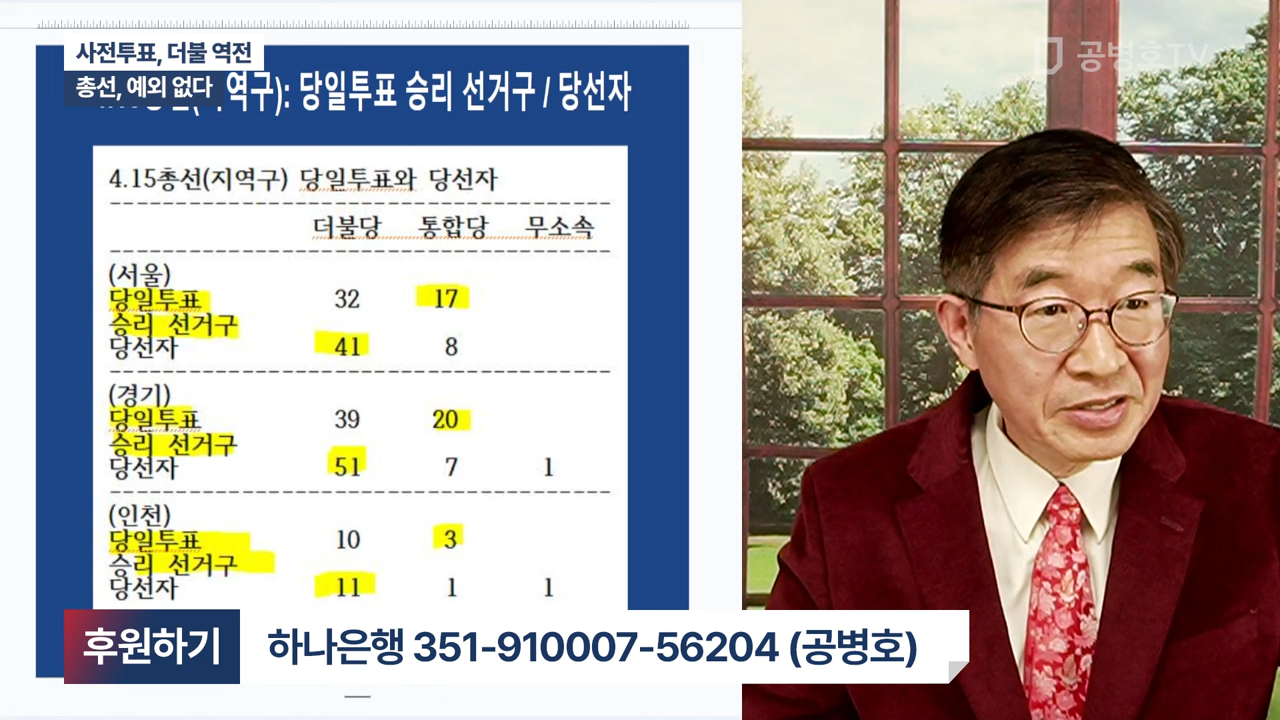 사전투표, 더불 역전
총선, 예외 없다
역구): 당일투표 승리 선거구 / 당선자
공병호TV
4.15총선(지역구) 당일투표와 당선자
더불당 통합당 무소속
(서울)
당일투표 32 17
승리 선거구
당선자 41 8
(경기)
당일투표 39 20
승리 선거구
당선자 51 7 1
(인천)
당일투표 10 3
승리 선거구
당선자 11 1 1
후원하기 하나은행 351-910007-56204 (공병호)